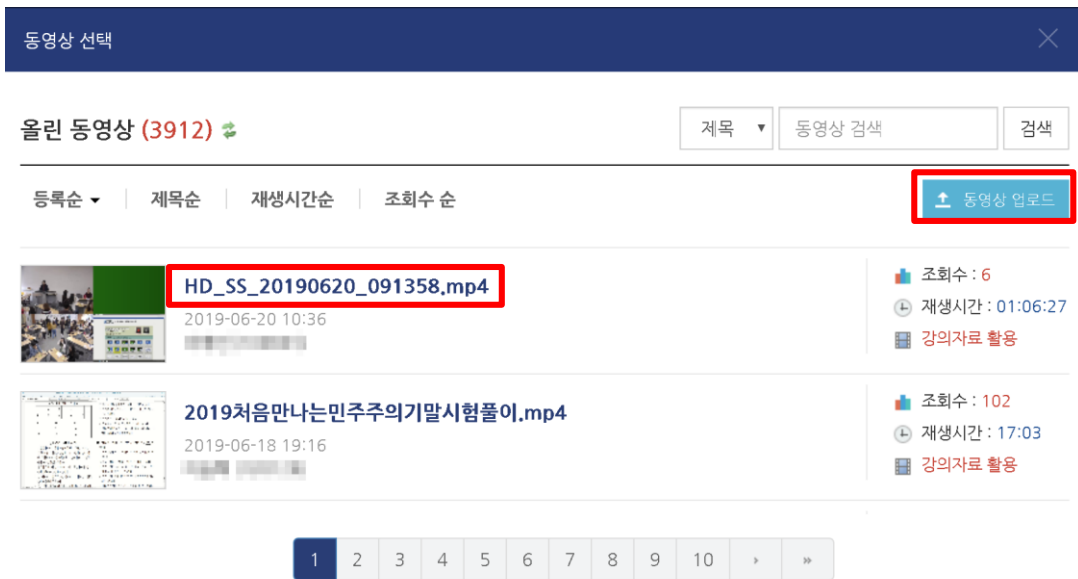 동영상 선택
올린 동영상 (3912)
제목 ▼ 동영상 검색 검색
등록순 ▼ 제목순 재생시간순 조회수 순
동영상 업로드
HD_SS_20190620_091358.mp4
2019-06-20 10:36
조회수 : 6
재생시간 : 01:06:27
강의자료 활용
2019처음만나는민주주의기말시험풀이.mp4
2019-06-18 19:16
조회수 : 102
재생시간 : 17:03
강의자료 활용
1 2 3 4 5 6 7 8 9 10 › »